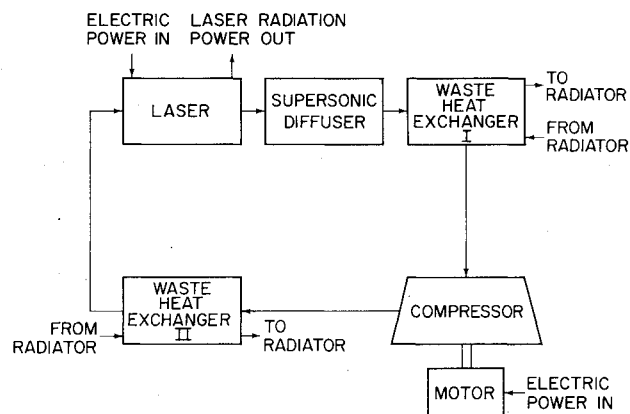 ELECTRIC
POWER IN
LASER RADIATION
POWER OUT
LASER
SUPERSONIC
DIFFUSER
WASTE
HEAT
EXCHANGER
I
TO
RADIATOR
FROM
RADIATOR
WASTE
HEAT
EXCHANGER
II
FROM
RADIATOR
TO
RADIATOR
COMPRESSOR
MOTOR
ELECTRIC
POWER IN